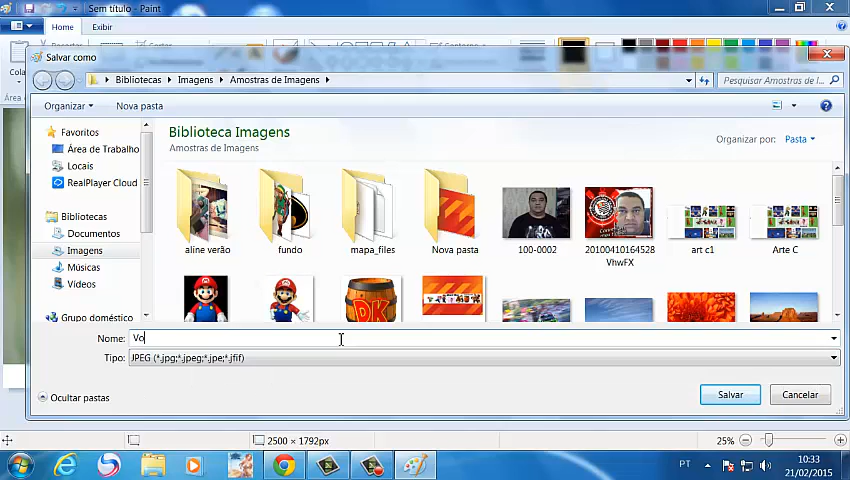 Sem título - Paint
Home Exibir
Salvar como
Bibliotecas Imagens Amostras de Imagens
Pesquisar Amostras de I...
Organizar Nova pasta
Favoritos
Área de Trabalho
Locais
RealPlayer Cloud
Bibliotecas
Documentos
Imagens
Músicas
Vídeos
Grupo doméstico
Biblioteca Imagens
Amostras de Imagens
Organizar por: Pasta
aline verão
fundo
mapa_files
Nova pasta
100-0002
20100410164528
VhwFX
art c1
Arte C
DK
Nome: Vo
Tipo: JPEG (*.jpg;*.jpeg;*.jpe;*.jfif)
Ocultar pastas
Salvar
Cancelar
2500 × 1792px
25%
PT
10:33
21/02/2015